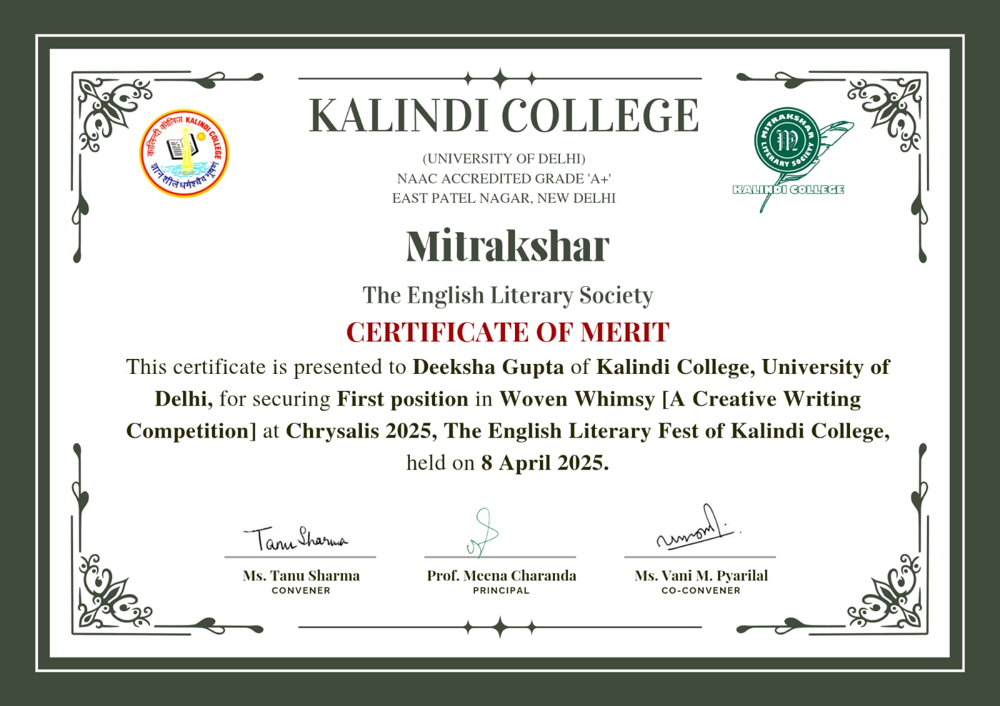 KALINDI COLLEGE
(UNIVERSITY OF DELHI)
NAAC ACCREDITED GRADE 'A+'
EAST PATEL NAGAR, NEW DELHI
कालिन्दी कॉलिज KALINDI COLLEGE
ज्ञानं शीलं धर्मश्चैव भूषणं
MITRAKSHAR
LITERARY SOCIETY
M
KALINDI COLLEGE
Mitrakshar
The English Literary Society
CERTIFICATE OF MERIT
This certificate is presented to Deeksha Gupta of Kalindi College, University of
Delhi, for securing First position in Woven Whimsy [A Creative Writing
Competition] at Chrysalis 2025, The English Literary Fest of Kalindi College,
held on 8 April 2025.
Tanu Sharma
Ms. Tanu Sharma
CONVENER
Prof. Meena Charanda
PRINCIPAL
Ms. Vani M. Pyarilal
CO-CONVENER